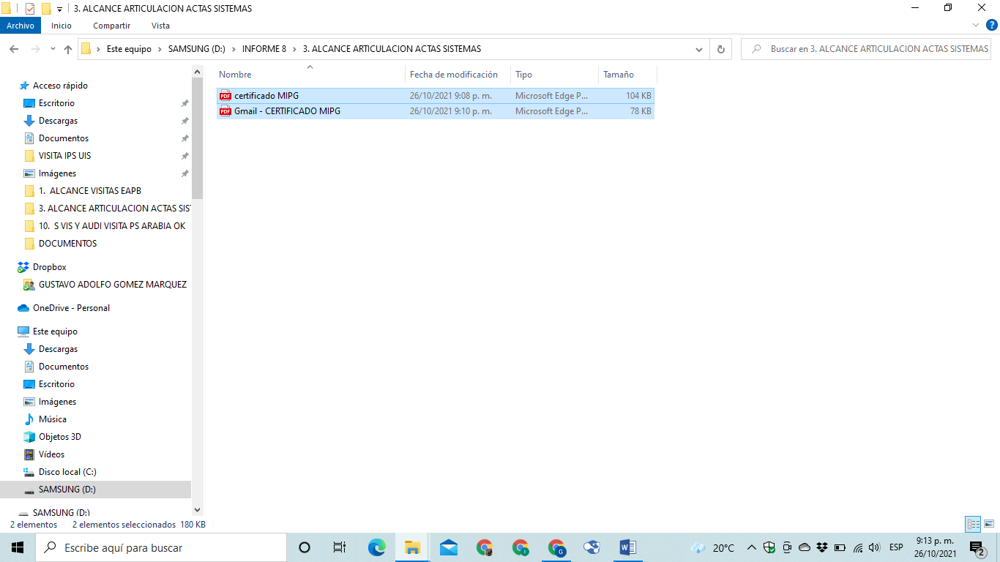 3. ALCANCE ARTICULACION ACTAS SISTEMAS
Archivo Inicio Compartir Vista
Este equipo SAMSUNG (D:) INFORME 8 3. ALCANCE ARTICULACION ACTAS SISTEMAS Buscar en 3. ALCANCE ARTICULACION ACTAS SISTEMAS
Nombre Fecha de modificación Tipo Tamaño
certificado MIPG 26/10/2021 9:08 p. m. Microsoft Edge P... 104 KB
Gmail - CERTIFICADO MIPG 26/10/2021 9:10 p. m. Microsoft Edge P... 78 KB
Acceso rápido
Escritorio
Descargas
Documentos
VISITA IPS UIS
Imágenes
1. ALCANCE VISITAS EAPB
3. ALCANCE ARTICULACION ACTAS SIST
10. S VIS Y AUDI VISITA PS ARABIA OK
DOCUMENTOS
Dropbox
GUSTAVO ADOLFO GOMEZ MARQUEZ
OneDrive - Personal
Este equipo
Descargas
Documentos
Escritorio
Imágenes
Música
Objetos 3D
Vídeos
Disco local (C:)
SAMSUNG (D:)
SAMSUNG (D:)
2 elementos 2 elementos seleccionados 180 KB
Escribe aquí para buscar 20°C ESP 9:13 p. m.
26/10/2021 2